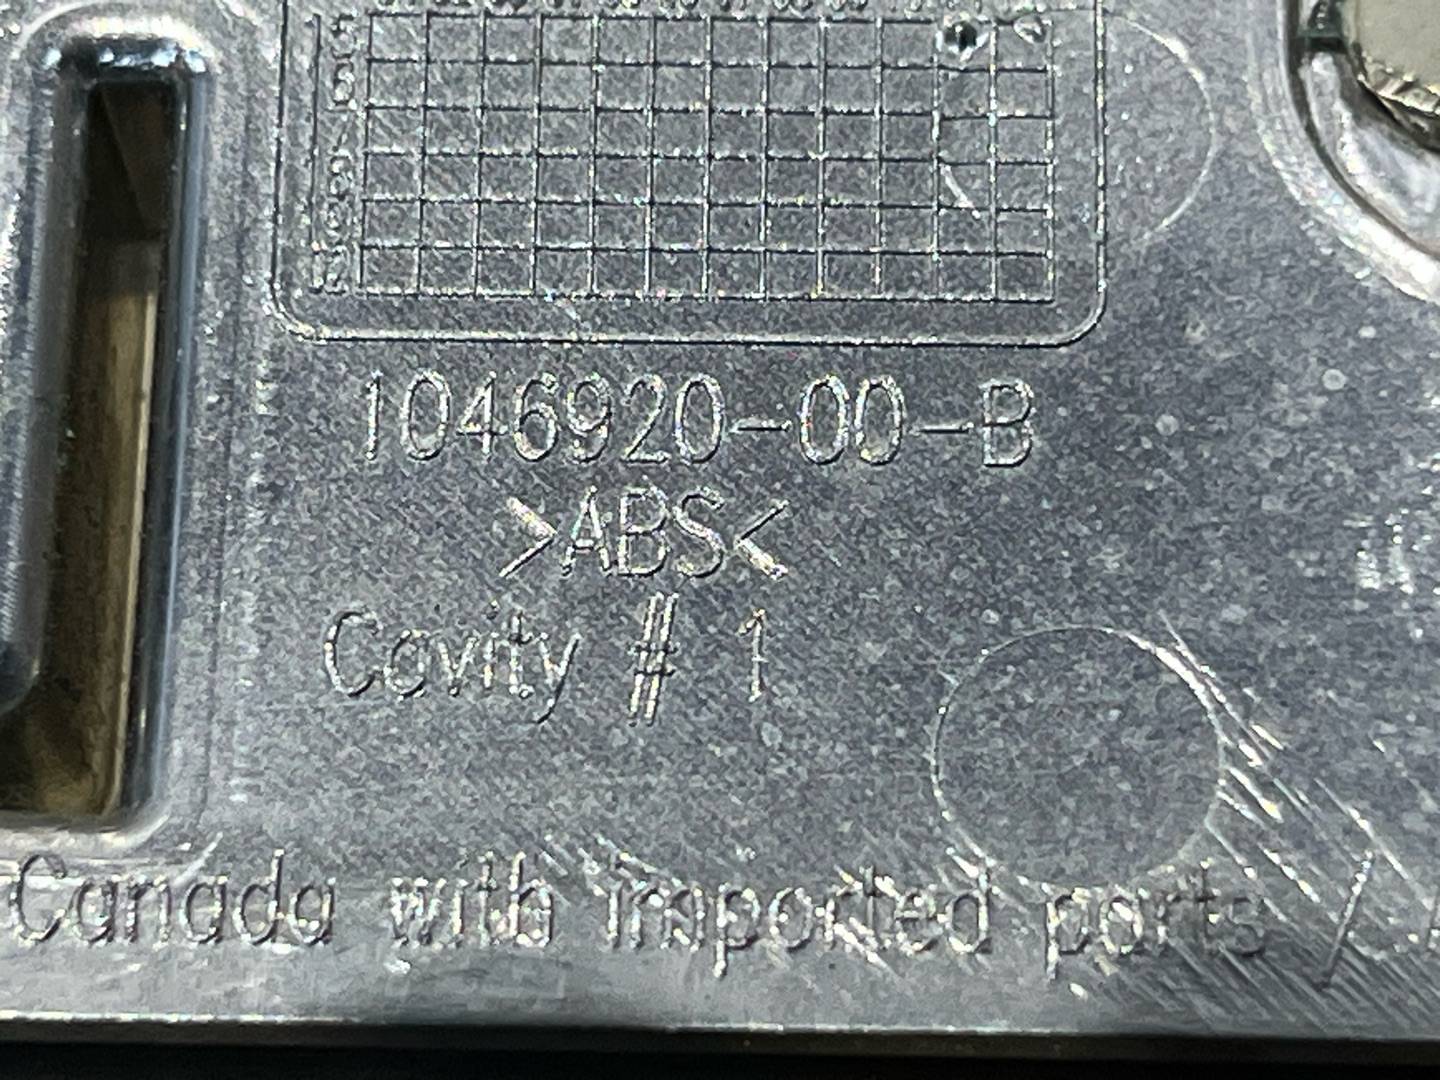 1046920-00-B
>ABS<
Cavity # 1
Canada with imported parts /